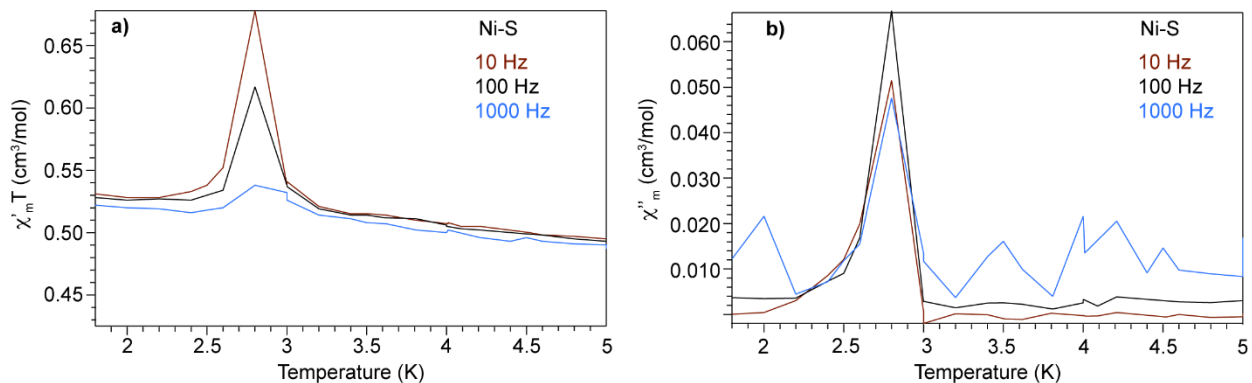 a)
Ni-S
10 Hz
100 Hz
1000 Hz
0.65
0.60
0.55
0.50
0.45
χ'ₘT (cm³/mol)
2 2.5 3 3.5 4 4.5 5
Temperature (K)
b)
Ni-S
10 Hz
100 Hz
1000 Hz
0.060
0.050
0.040
0.030
0.020
0.010
χ''ₘ (cm³/mol)
2 2.5 3 3.5 4 4.5 5
Temperature (K)